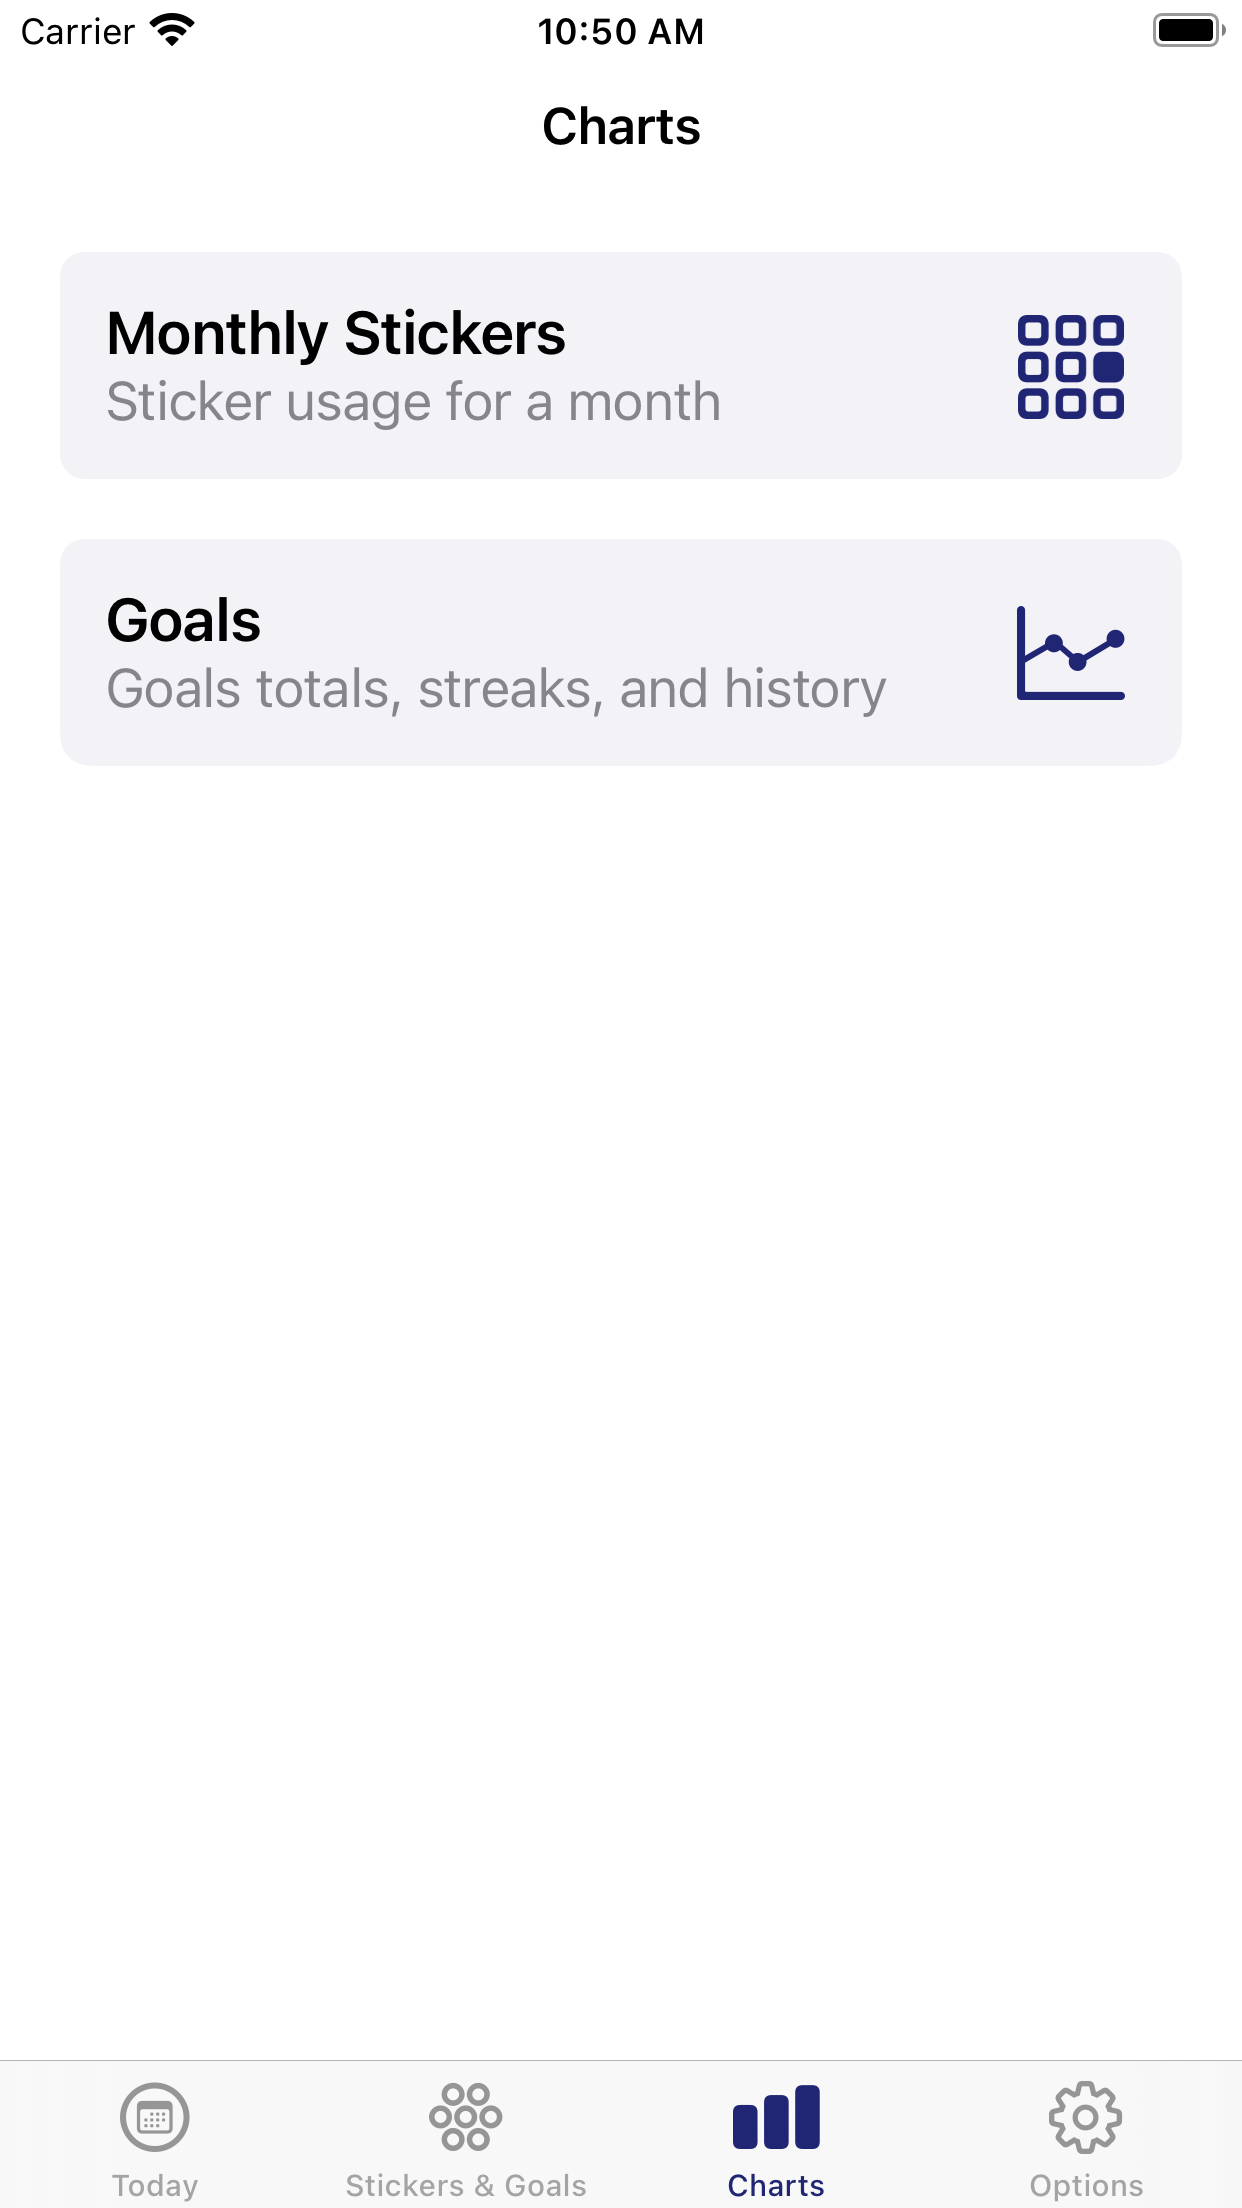 Carrier 10:50 AM
Charts
Monthly Stickers
Sticker usage for a month
Goals
Goals totals, streaks, and history
Today Stickers & Goals Charts Options